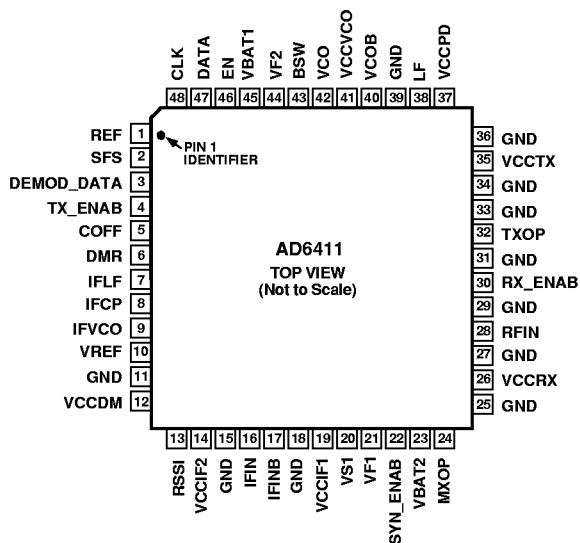 CLK
DATA
EN
VBAT1
VF2
BSW
VCO
VCCVCO
VCOB
GND
LF
VCCPD
48 47 46 45 44 43 42 41 40 39 38 37
REF 1
SFS 2
DEMOD_DATA 3
TX_ENAB 4
COFF 5
DMR 6
IFLF 7
IFCP 8
IFVCO 9
VREF 10
GND 11
VCCDM 12
PIN 1
IDENTIFIER
AD6411
TOP VIEW
(Not to Scale)
36 GND
35 VCCTX
34 GND
33 GND
32 TXOP
31 GND
30 RX_ENAB
29 GND
28 RFIN
27 GND
26 VCCRX
25 GND
13 14 15 16 17 18 19 20 21 22 23 24
RSSI
VCCIF2
GND
IFIN
IFINB
GND
VCCIF1
VS1
VF1
SYN_ENAB
VBAT2
MXOP